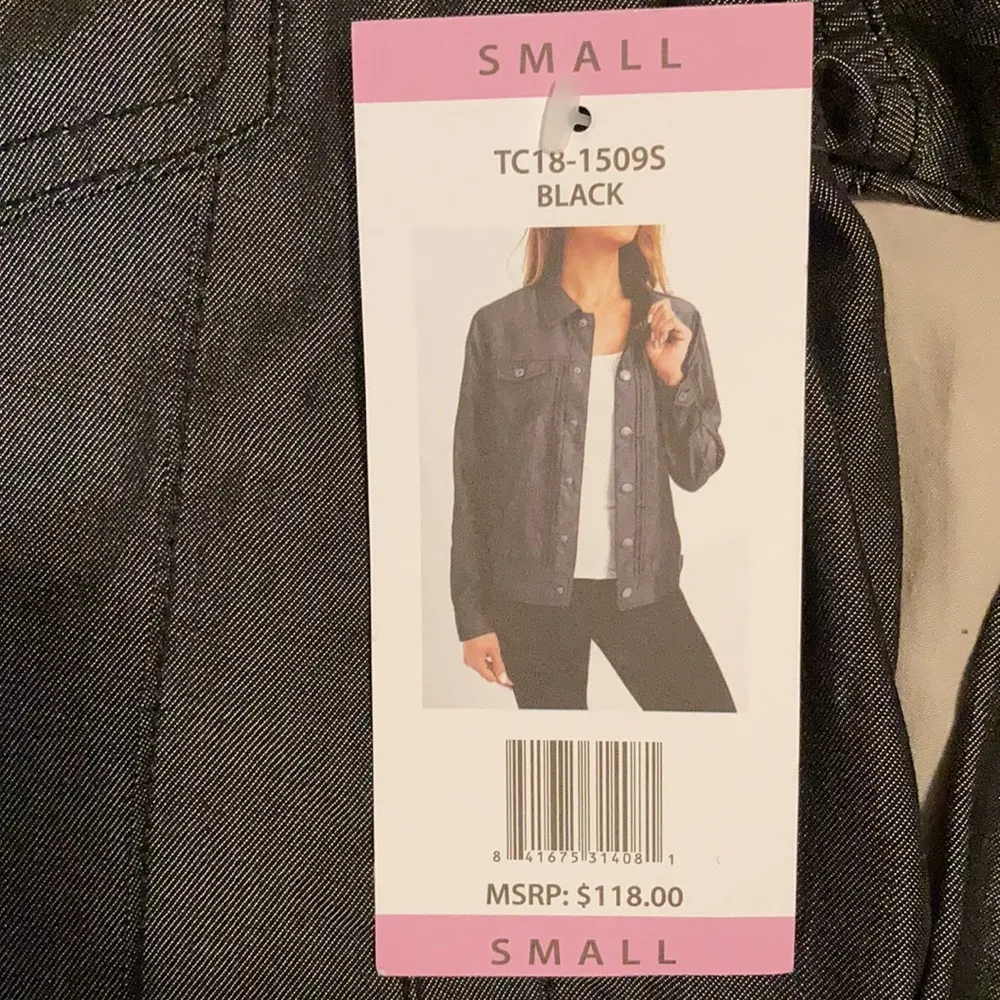 SMALL
TC18-1509S
BLACK
8 41675 31408 1
MSRP: $118.00
SMALL